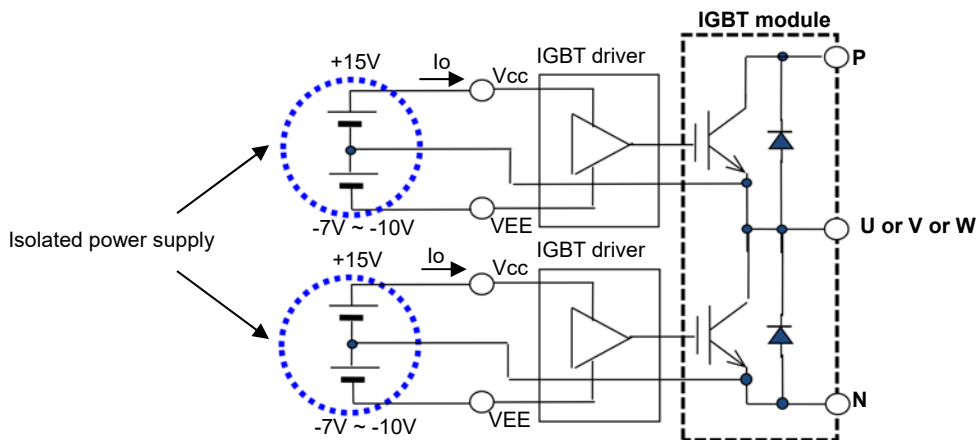 IGBT module
+15V
Io
Vcc
IGBT driver
P
Isolated power supply
-7V ~ -10V
VEE
U or V or W
+15V
Io
Vcc
IGBT driver
-7V ~ -10V
VEE
N